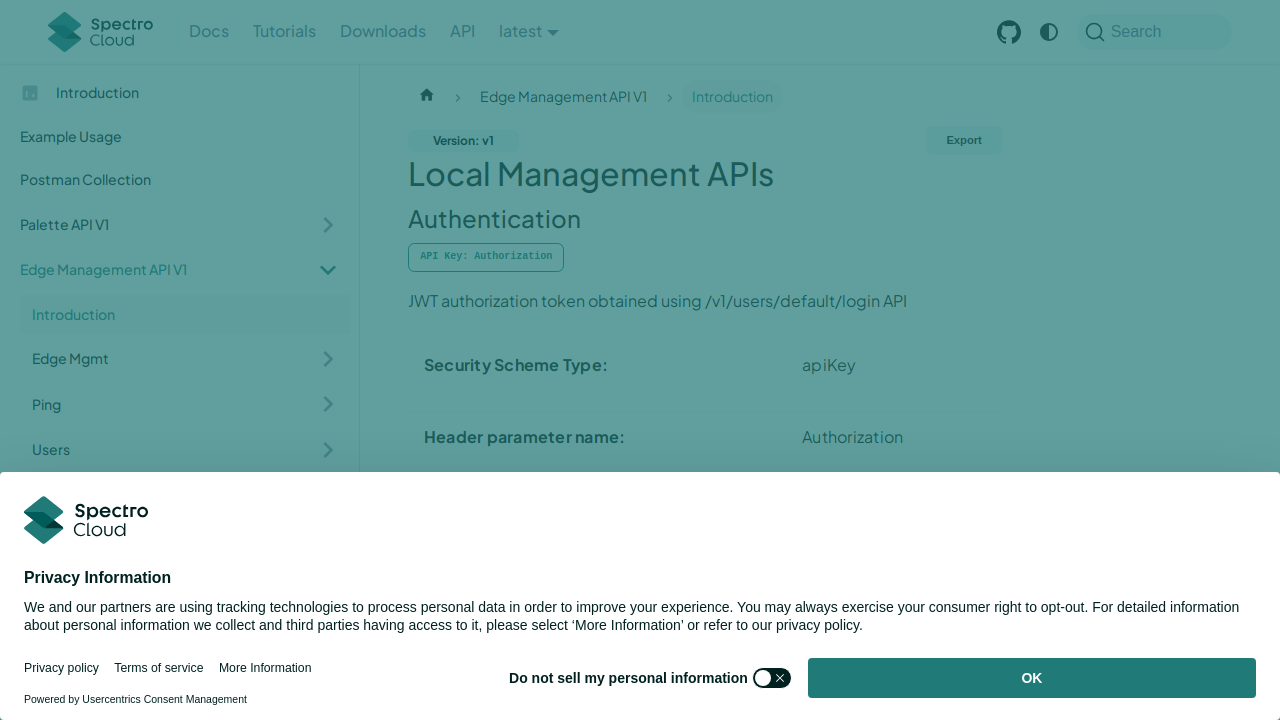 Spectro Cloud
Docs
Tutorials
Downloads
API
latest
Search
Introduction
Example Usage
Postman Collection
Palette API V1
Edge Management API V1
Introduction
Edge Mgmt
Ping
Users
Edge Management API V1
Introduction
Version: v1
Export
Local Management APIs
Authentication
API Key: Authorization
JWT authorization token obtained using /v1/users/default/login API
Security Scheme Type: apiKey
Header parameter name: Authorization
Spectro Cloud
Privacy Information
We and our partners are using tracking technologies to process personal data in order to improve your experience. You may always exercise your consumer right to opt-out. For detailed information
about personal information we collect and third parties having access to it, please select ‘More Information’ or refer to our privacy policy.
Privacy policy
Terms of service
More Information
Powered by Usercentrics Consent Management
Do not sell my personal information
OK